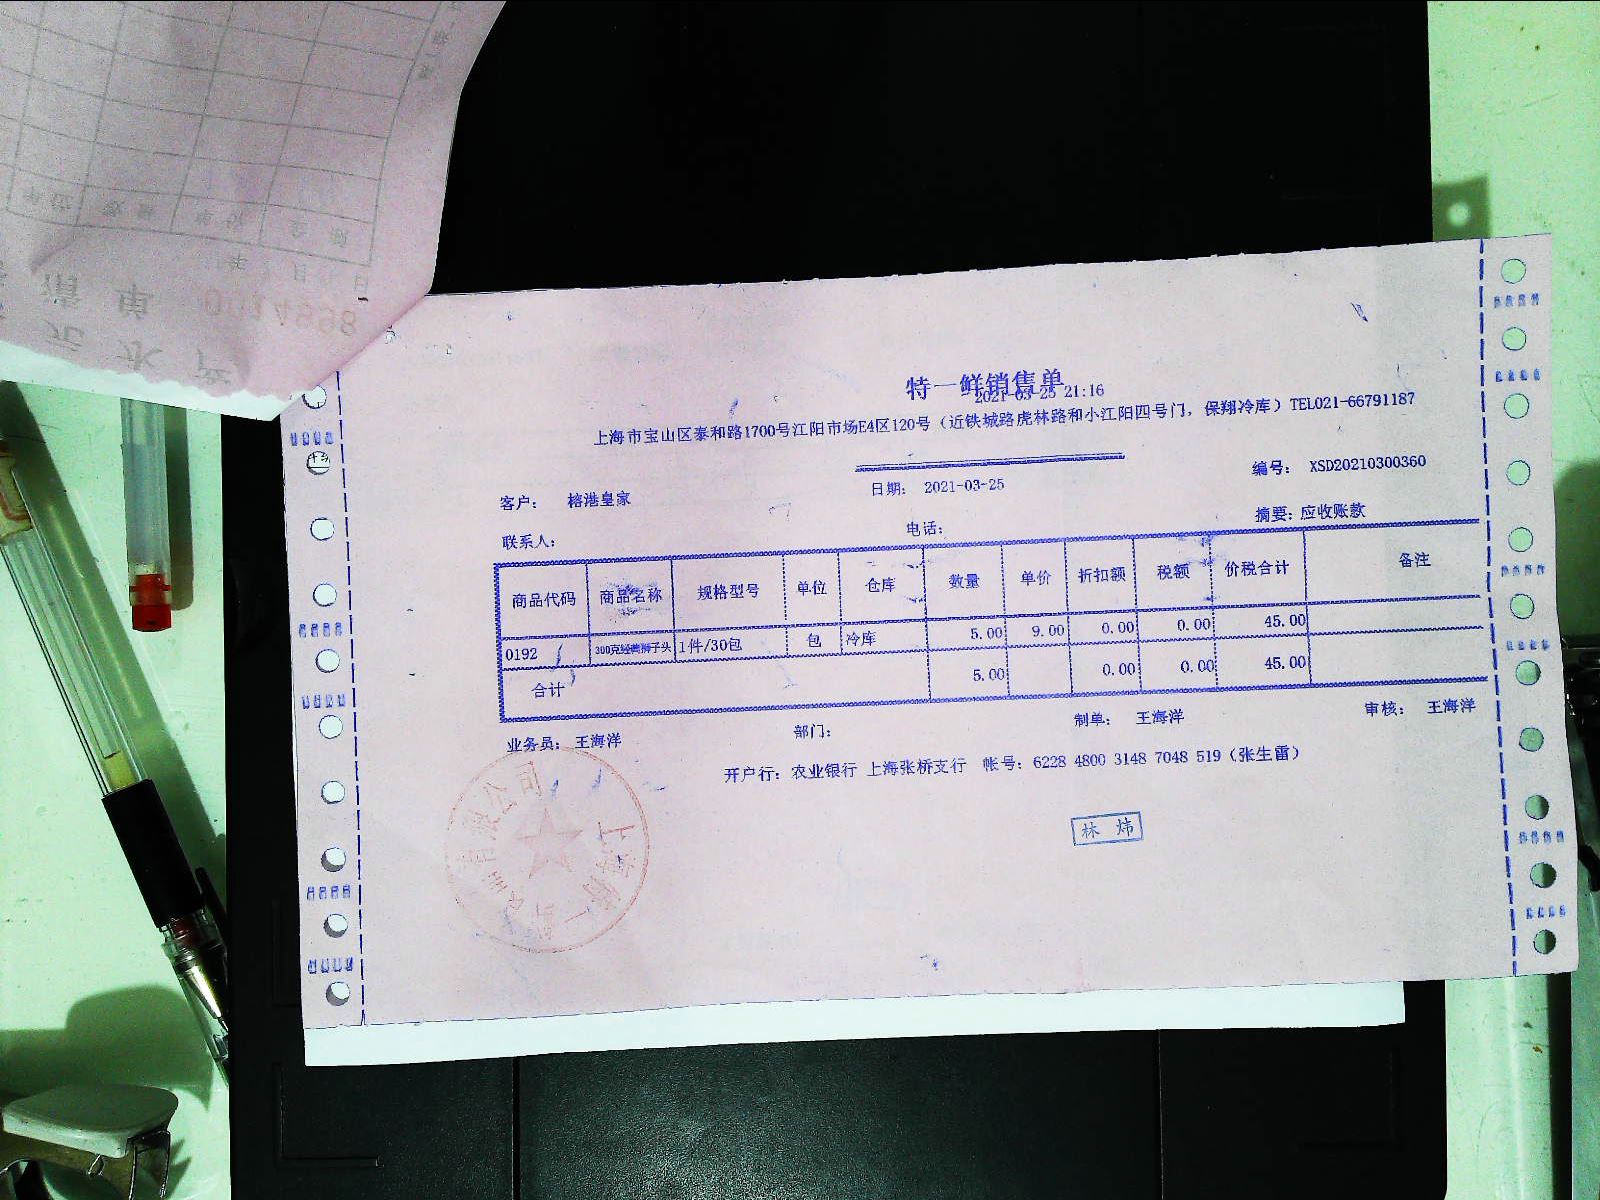 特一鲜销售单
2021-03-25 21:16
上海市宝山区泰和路1700号江阳市场E4区120号（近铁城路虎林路和小江阳四号门，保翔冷库）TEL021-66791187
客户： 榕港皇家 日期： 2021-03-25 编号： XSD20210300360
联系人： 电话： 摘要：应收账款
商品代码 商品名称 规格型号 单位 仓库 数量 单价 折扣额 税额 价税合计 备注
0192 300克 狮子头 1件/30包 包 冷库 5.00 9.00 0.00 0.00 45.00
合计 5.00 0.00 0.00 45.00
业务员： 王海洋 部门： 制单： 王海洋 审核： 王海洋
开户行：农业银行 上海张桥支行 帐号：6228 4800 3148 7048 519（张生雷）
林 炜
上海 有限公司
清单
0014998